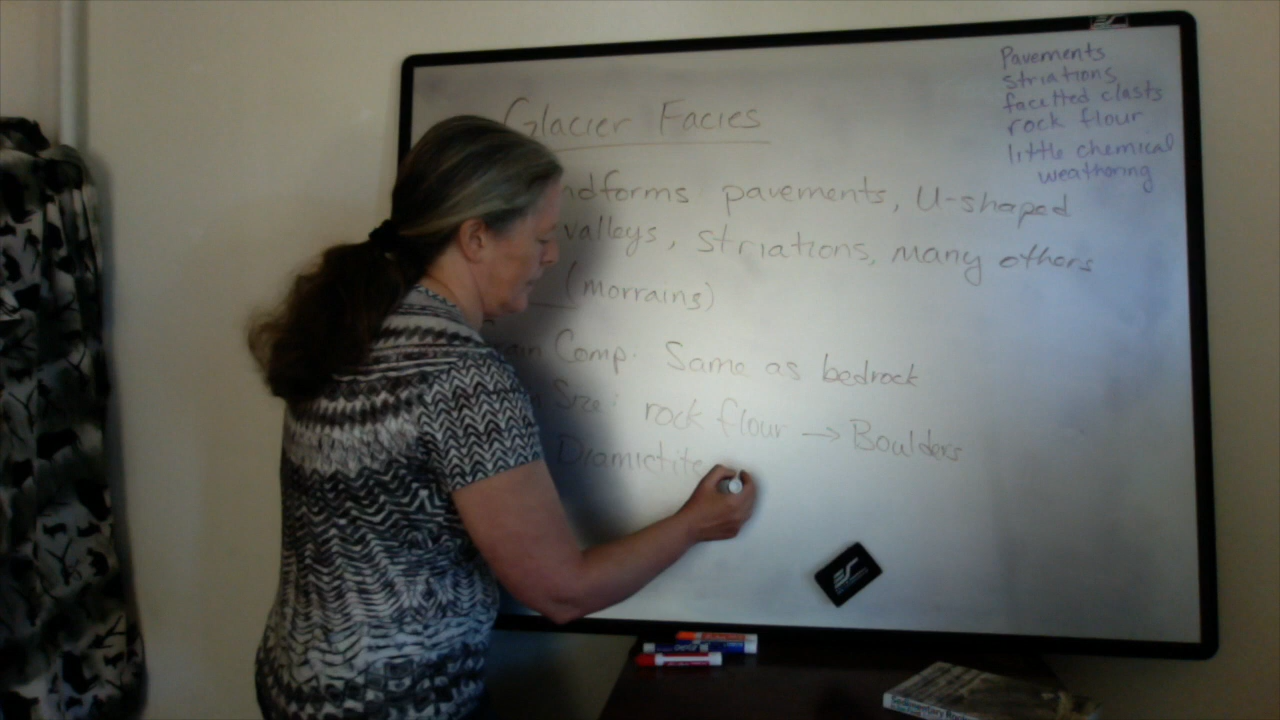 Glacier Facies
ndforms pavements, U-shaped
valleys, striations, many others
(morrains)
Comp. Same as bedrock
Size: rock flour → Boulders
Diamictite
Pavements
striations
facetted clasts
rock flour
little chemical
weathering